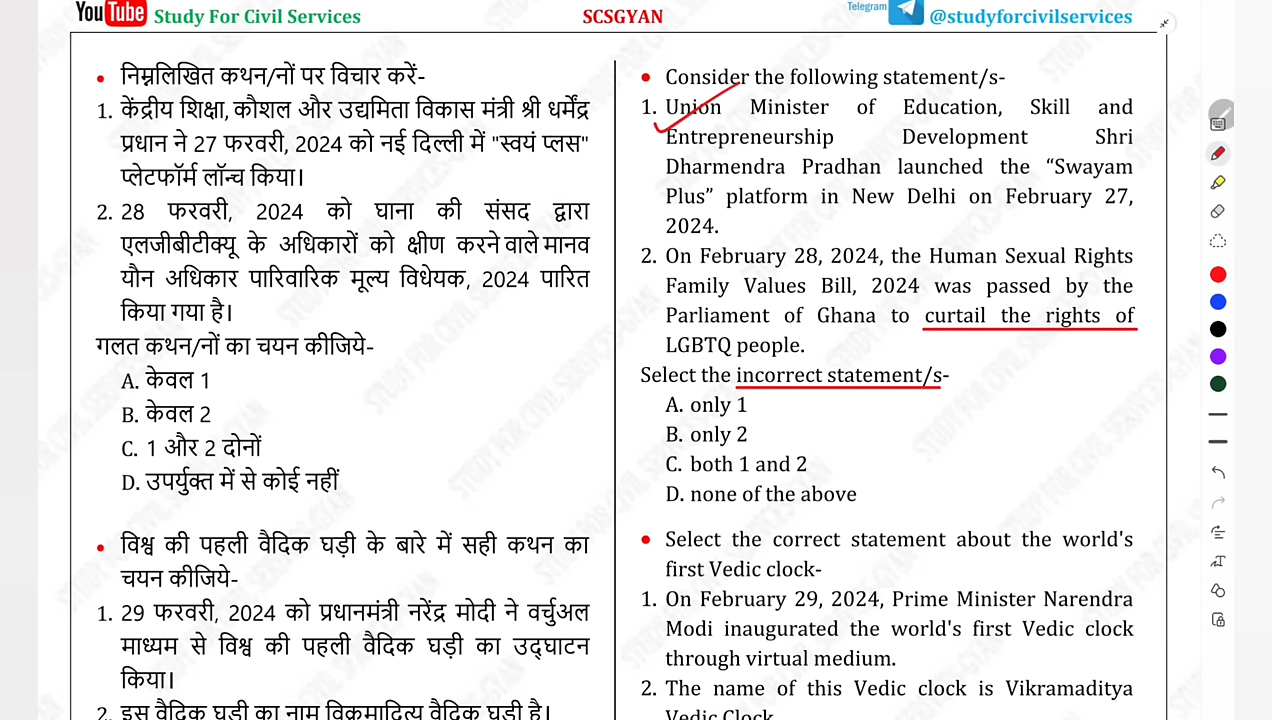 YouTube Study For Civil Services
SCSGYAN
Telegram
@studyforcivilservices
• निम्नलिखित कथन/नों पर विचार करें-
1. केंद्रीय शिक्षा, कौशल और उद्यमिता विकास मंत्री श्री धर्मेंद्र
प्रधान ने 27 फरवरी, 2024 को नई दिल्ली में "स्वयं प्लस"
प्लेटफॉर्म लॉन्च किया।
2. 28 फरवरी, 2024 को घाना की संसद द्वारा
एलजीबीटीक्यू के अधिकारों को क्षीण करने वाले मानव
यौन अधिकार पारिवारिक मूल्य विधेयक, 2024 पारित
किया गया है।
गलत कथन/नों का चयन कीजिये-
A. केवल 1
B. केवल 2
C. 1 और 2 दोनों
D. उपर्युक्त में से कोई नहीं
• विश्व की पहली वैदिक घड़ी के बारे में सही कथन का
चयन कीजिये-
1. 29 फरवरी, 2024 को प्रधानमंत्री नरेंद्र मोदी ने वर्चुअल
माध्यम से विश्व की पहली वैदिक घड़ी का उद्घाटन
किया।
2. इस वैदिक घड़ी का नाम विक्रमादित्य वैदिक घड़ी है।
• Consider the following statement/s-
1. Union Minister of Education, Skill and
Entrepreneurship Development Shri
Dharmendra Pradhan launched the “Swayam
Plus” platform in New Delhi on February 27,
2024.
2. On February 28, 2024, the Human Sexual Rights
Family Values Bill, 2024 was passed by the
Parliament of Ghana to curtail the rights of
LGBTQ people.
Select the incorrect statement/s-
A. only 1
B. only 2
C. both 1 and 2
D. none of the above
• Select the correct statement about the world's
first Vedic clock-
1. On February 29, 2024, Prime Minister Narendra
Modi inaugurated the world's first Vedic clock
through virtual medium.
2. The name of this Vedic clock is Vikramaditya
Vedic Clock